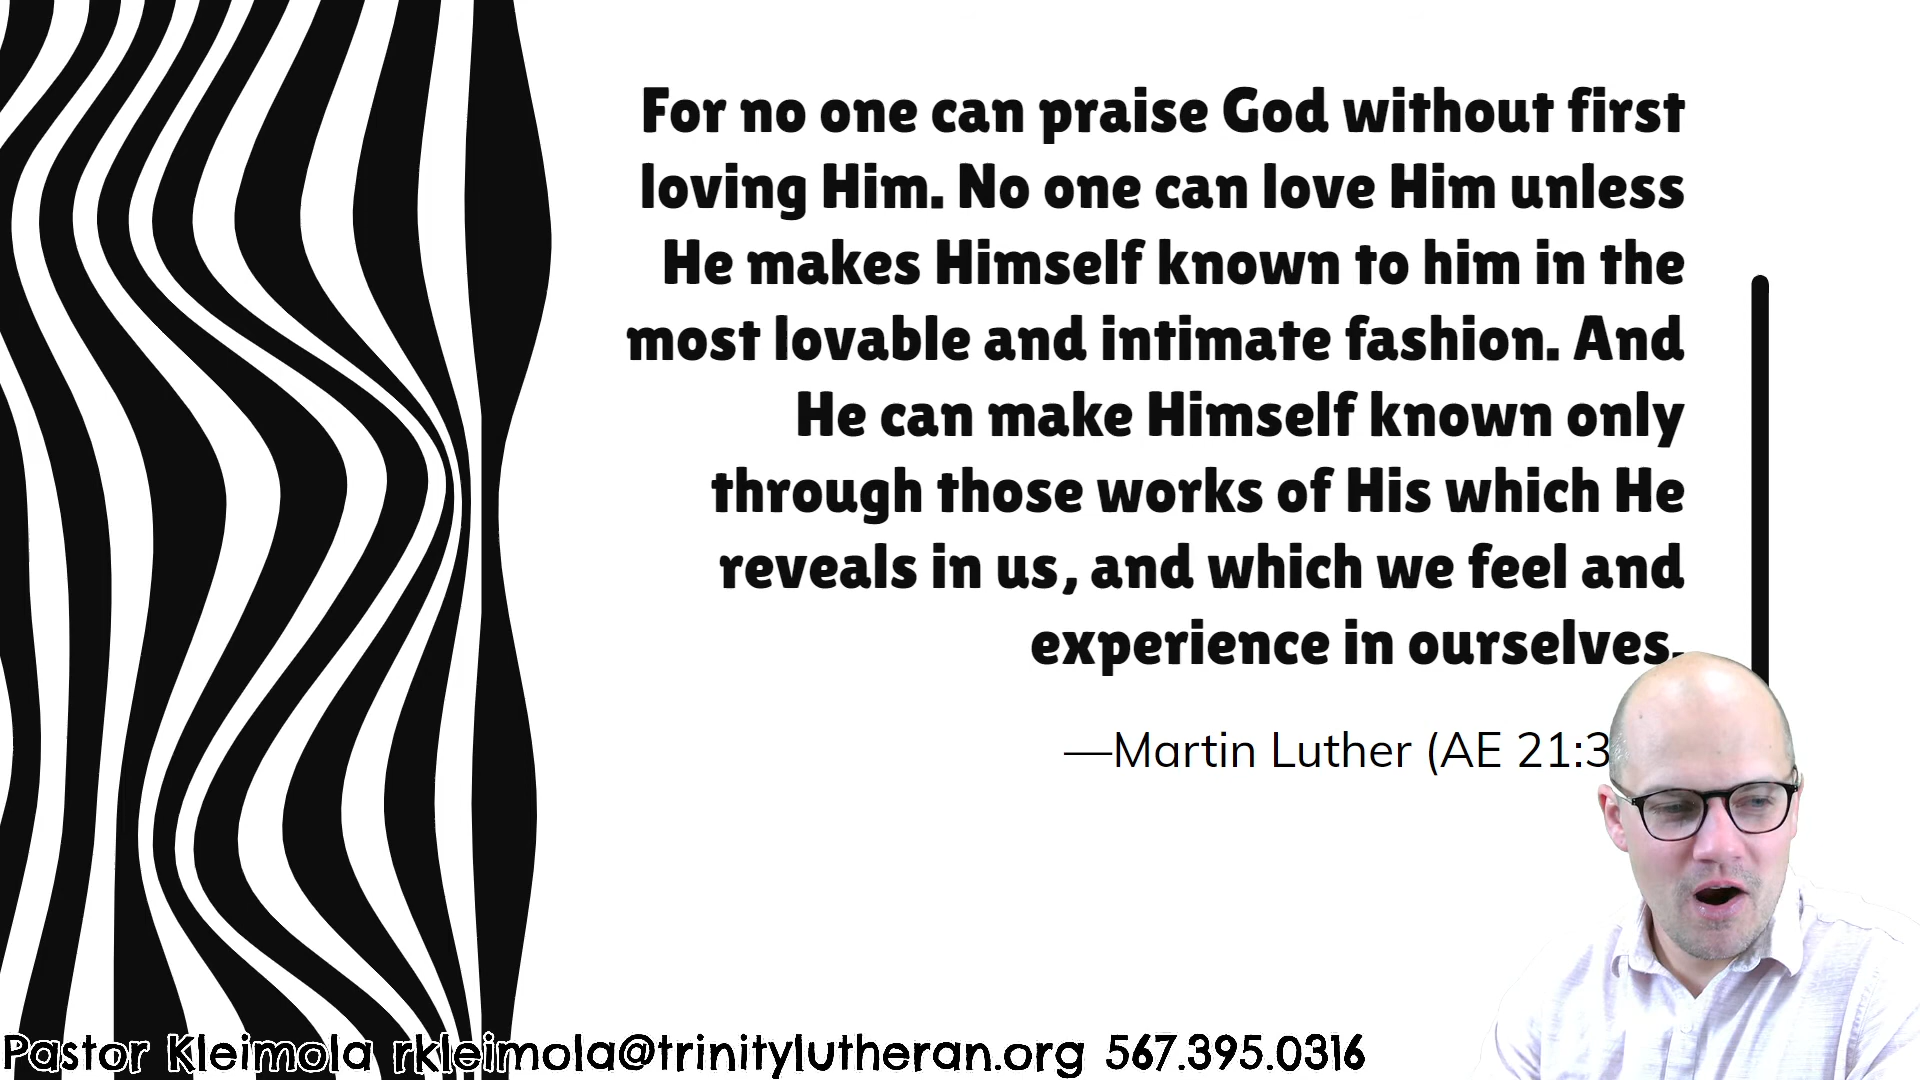 For no one can praise God without first
loving Him. No one can love Him unless
He makes Himself known to him in the
most lovable and intimate fashion. And
He can make Himself known only
through those works of His which He
reveals in us, and which we feel and
experience in ourselves.
—Martin Luther (AE 21:3
Pastor Kleimola rkleimola@trinitylutheran.org 567.395.0316